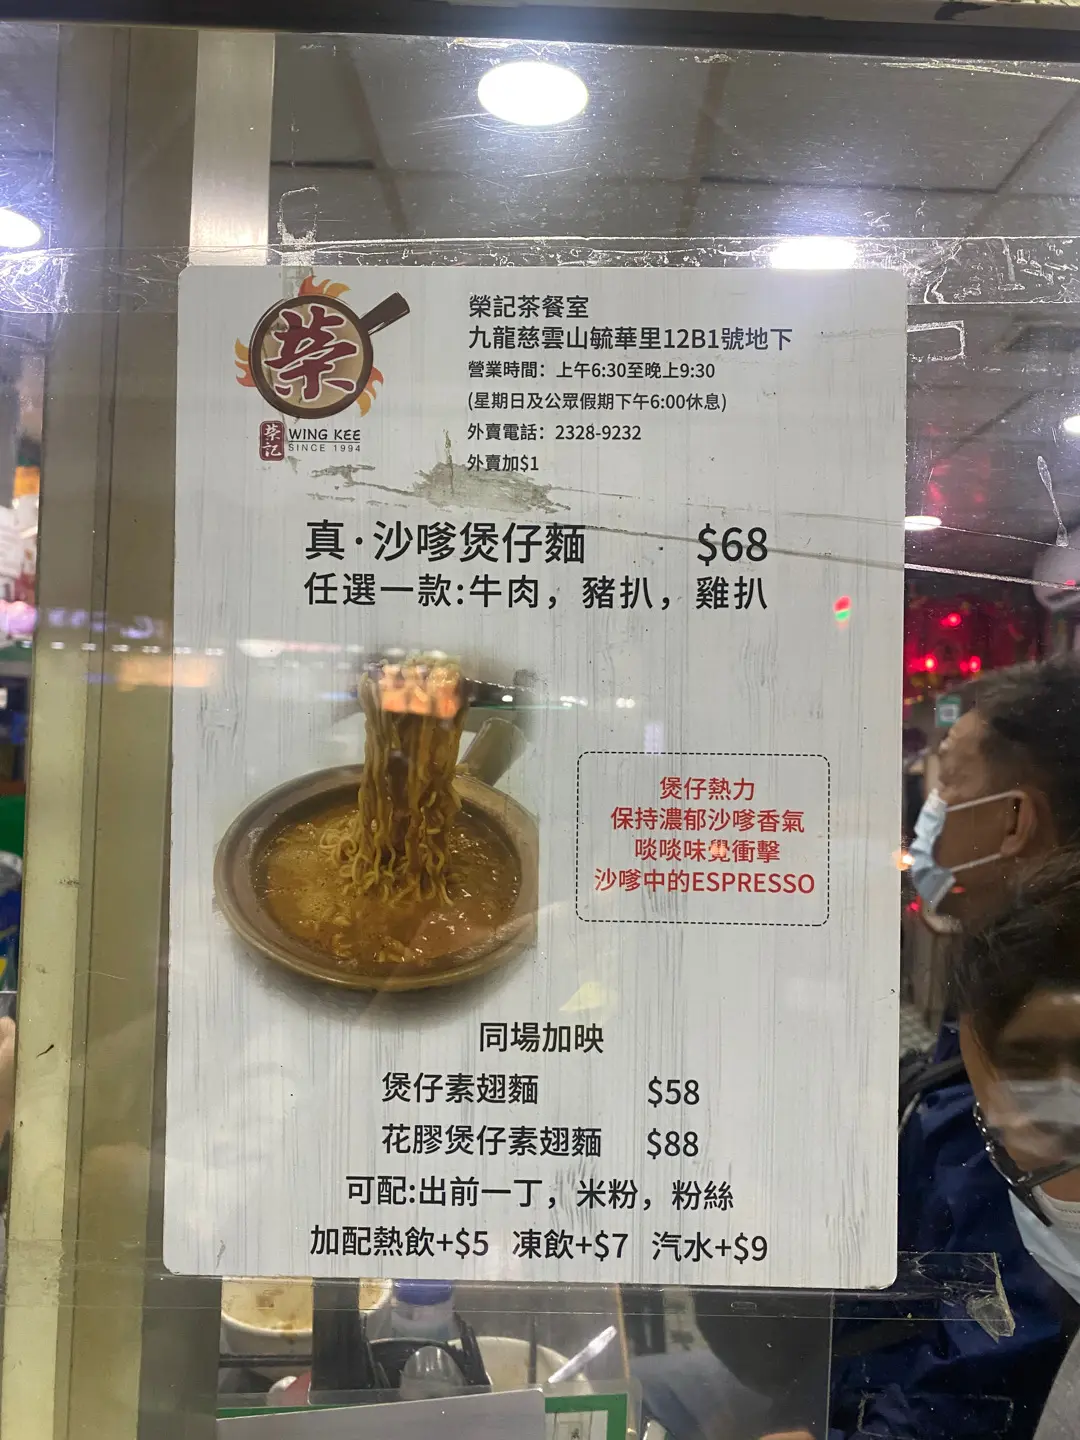 榮
榮記
WING KEE
SINCE 1994
榮記茶餐室
九龍慈雲山毓華里12B1號地下
營業時間：上午6:30至晚上9:30
(星期日及公眾假期下午6:00休息)
外賣電話：2328-9232
外賣加$1
真·沙嗲煲仔麵 $68
任選一款:牛肉，豬扒，雞扒
煲仔熱力
保持濃郁沙嗲香氣
啖啖味覺衝擊
沙嗲中的ESPRESSO
同場加映
煲仔素翅麵 $58
花膠煲仔素翅麵 $88
可配:出前一丁，米粉，粉絲
加配熱飲+$5 凍飲+$7 汽水+$9